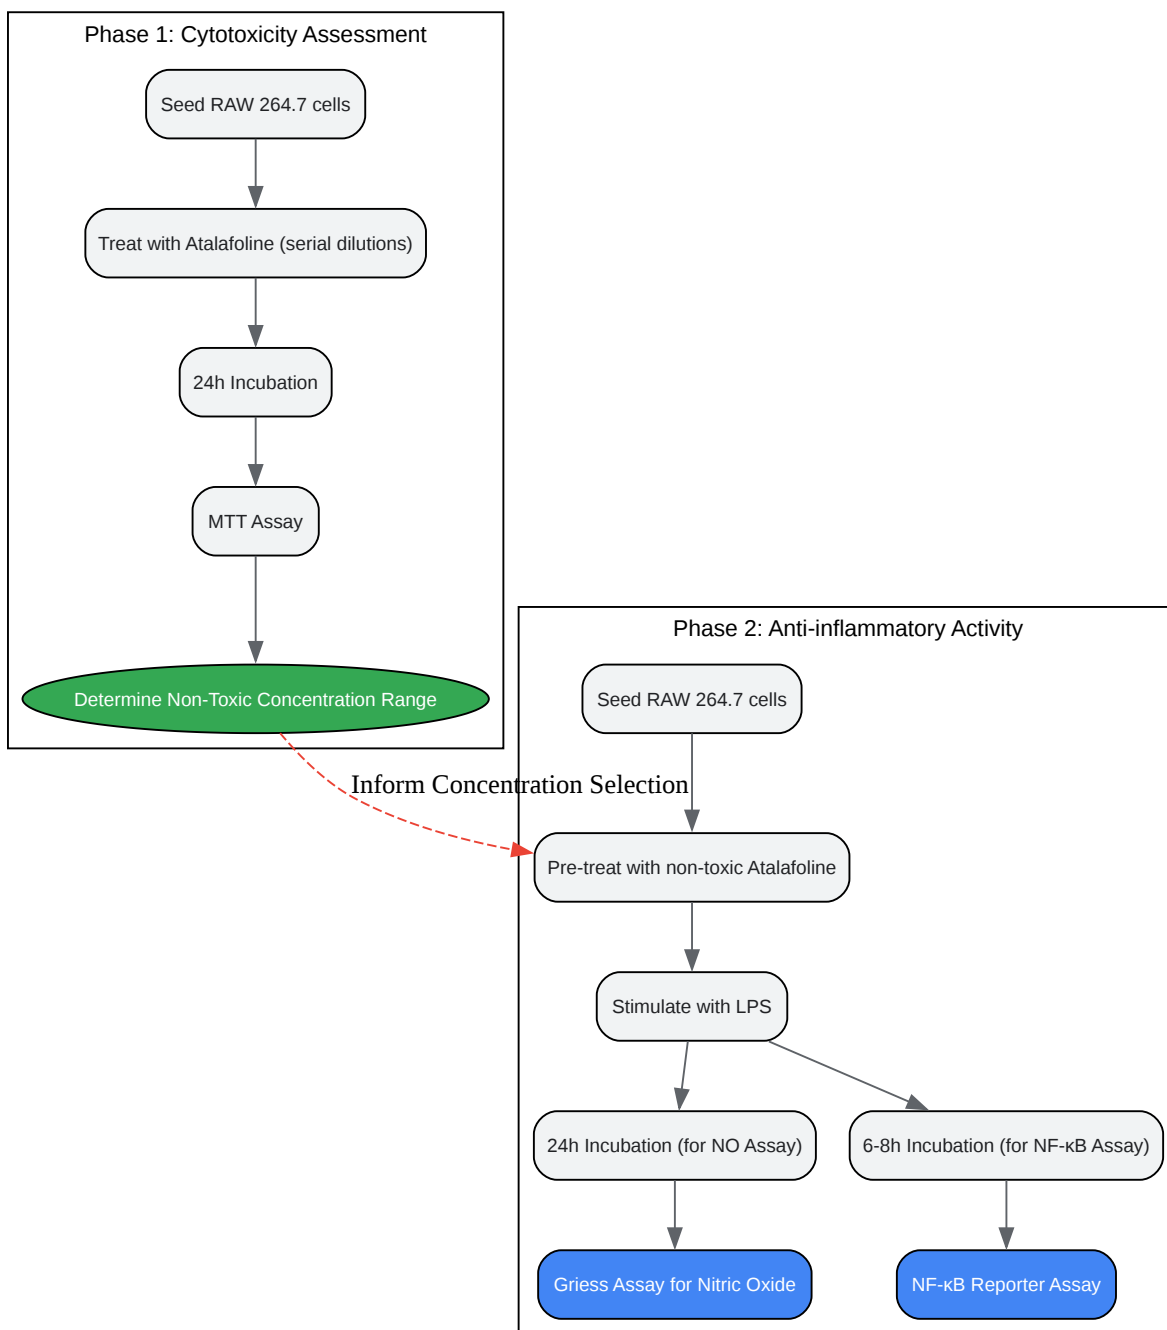 Phase 1: Cytotoxicity Assessment
Seed RAW 264.7 cells
Treat with Atalafoline (serial dilutions)
24h Incubation
MTT Assay
Determine Non-Toxic Concentration Range
Inform Concentration Selection
Phase 2: Anti-inflammatory Activity
Seed RAW 264.7 cells
Pre-treat with non-toxic Atalafoline
Stimulate with LPS
24h Incubation (for NO Assay)
6-8h Incubation (for NF-κB Assay)
Griess Assay for Nitric Oxide
NF-κB Reporter Assay